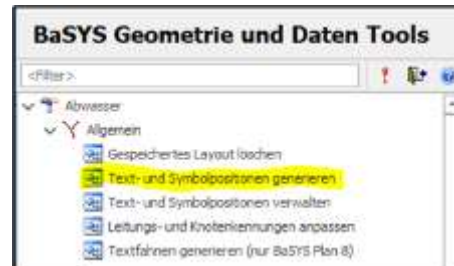 BaSYS Geometrie und Daten Tools
<Filter>
Abwasser
Allgemein
Gespeichertes Layout löschen
Text- und Symbolpositionen generieren
Text- und Symbolpositionen verwalten
Leitungs- und Knotenkennungen anpassen
Textfahnen generieren (nur BaSYS Plan 8)